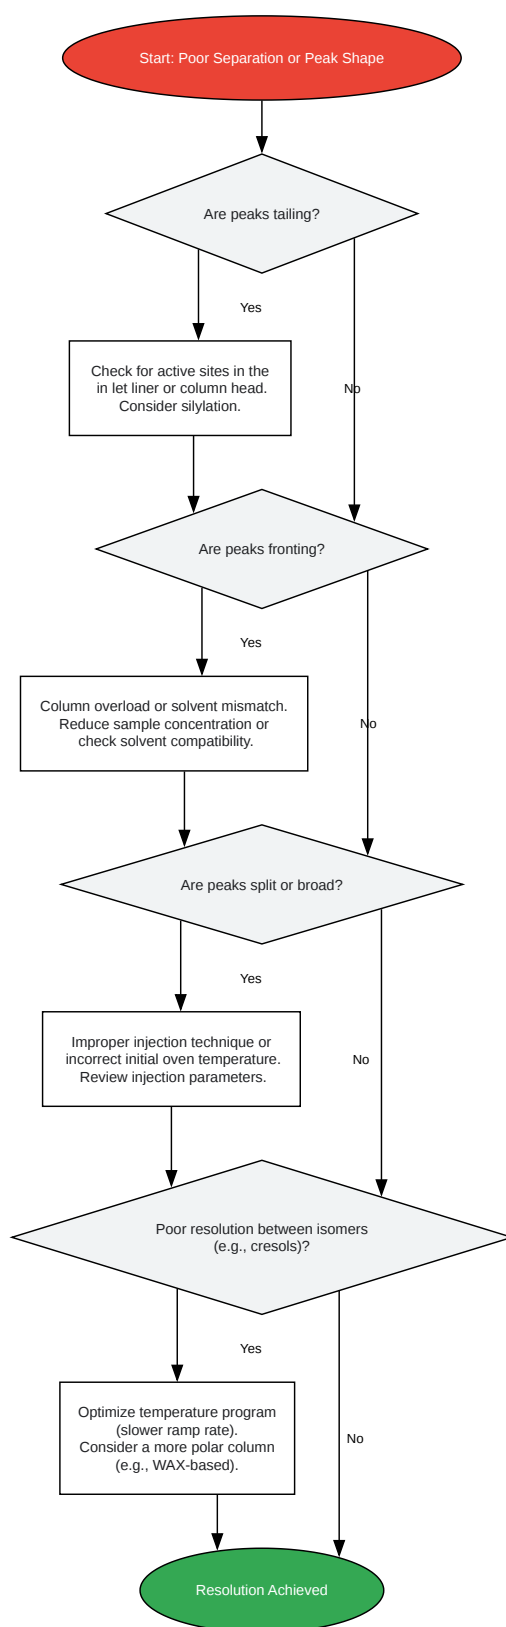 Start: Poor Separation or Peak Shape
Are peaks tailing?
Yes
No
Check for active sites in the
in let liner or column head.
Consider silylation.
Are peaks fronting?
Yes
No
Column overload or solvent mismatch.
Reduce sample concentration or
check solvent compatibility.
Are peaks split or broad?
Yes
No
Improper injection technique or
incorrect initial oven temperature.
Review injection parameters.
Poor resolution between isomers
(e.g., cresols)?
Yes
No
Optimize temperature program
(slower ramp rate).
Consider a more polar column
(e.g., WAX-based).
Resolution Achieved